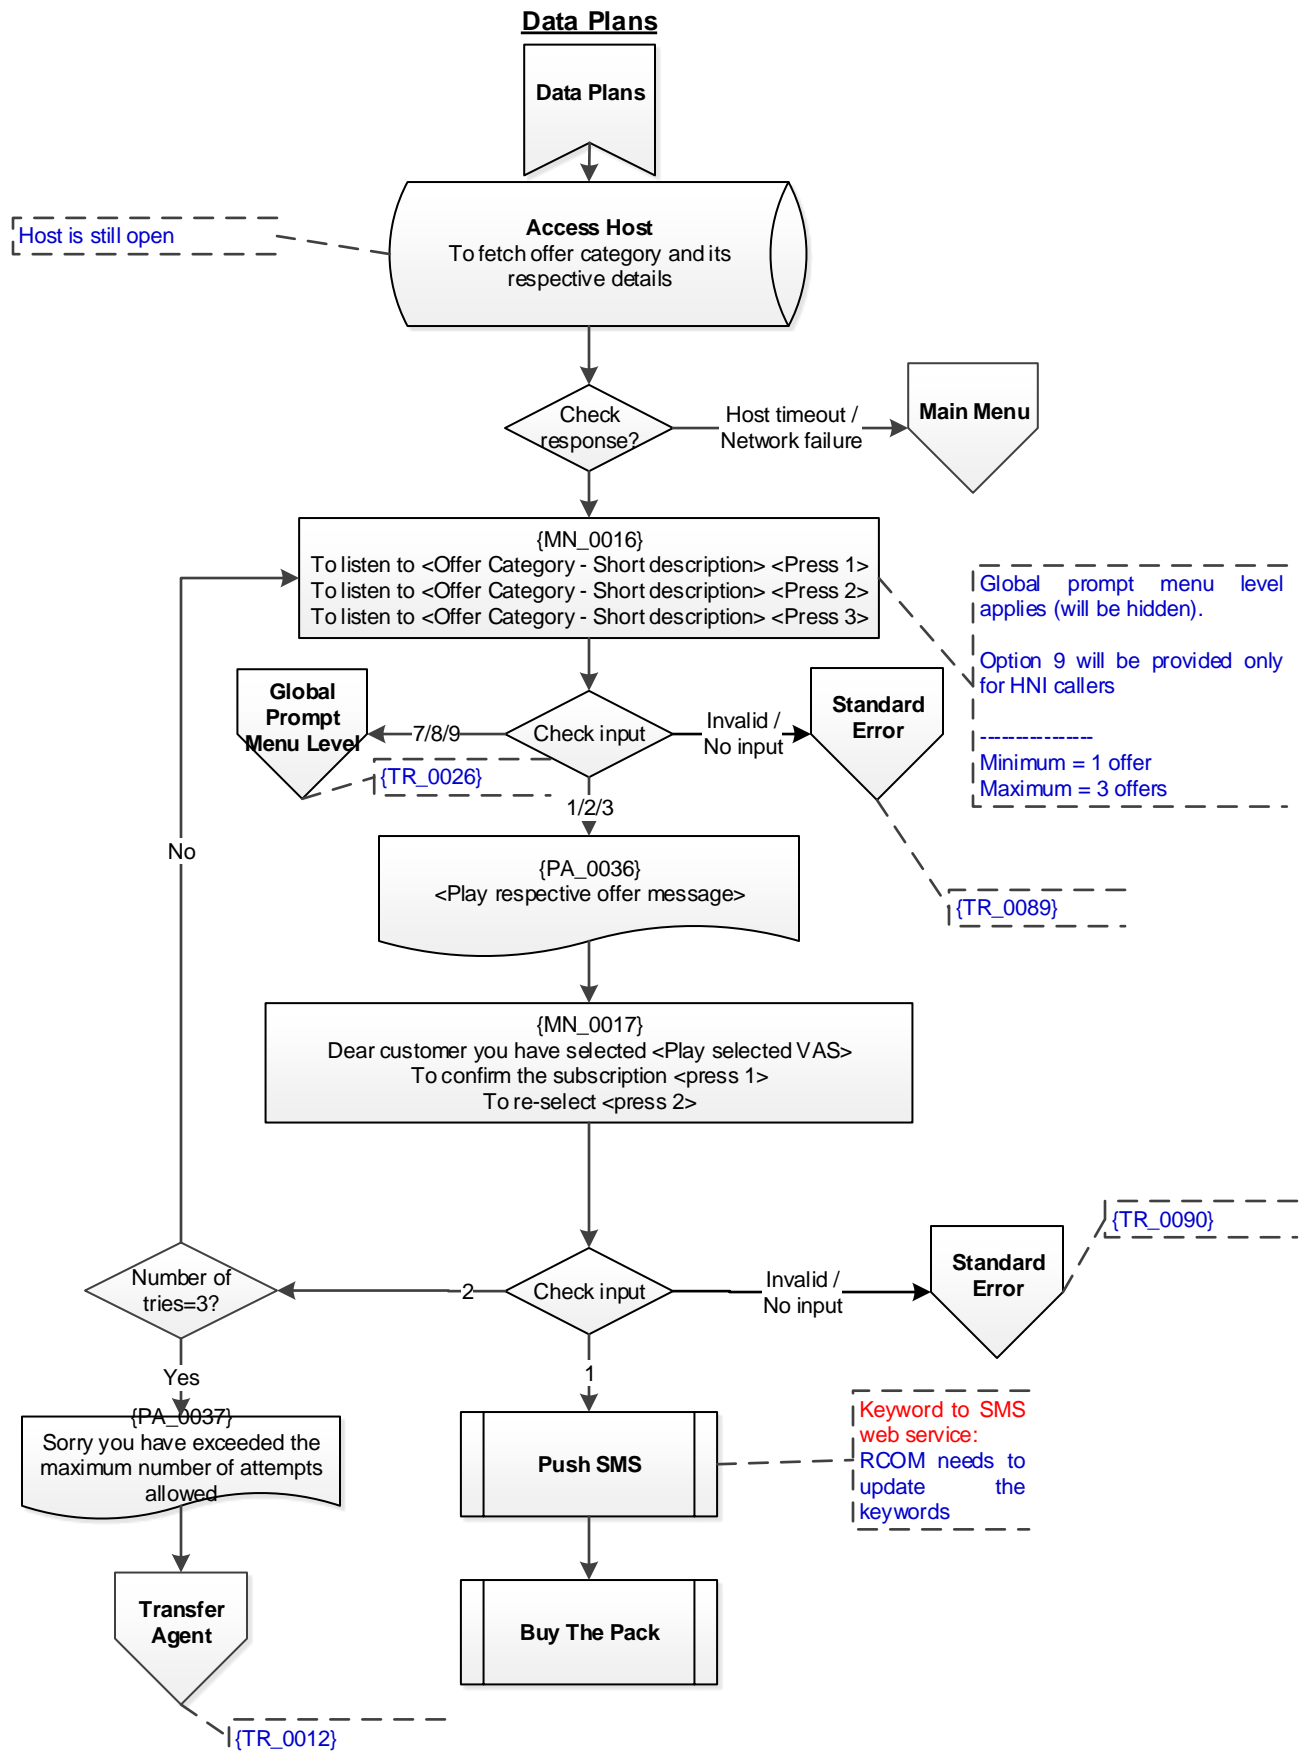 Data Plans
Data Plans
Access Host
To fetch offer category and its
respective details
Host is still open
Check
response?
Host timeout /
Network failure
Main Menu
{MN_0016}
To listen to <Offer Category - Short description> <Press 1>
To listen to <Offer Category - Short description> <Press 2>
To listen to <Offer Category - Short description> <Press 3>
Global prompt menu level
applies (will be hidden).
Option 9 will be provided only
for HNI callers
---------------
Minimum = 1 offer
Maximum = 3 offers
Global
Prompt
Menu Level
7/8/9
Check input
Invalid /
No input
Standard
Error
{TR_0026}
1/2/3
No
{PA_0036}
<Play respective offer message>
{TR_0089}
{MN_0017}
Dear customer you have selected <Play selected VAS>
To confirm the subscription <press 1>
To re-select <press 2>
{TR_0090}
Number of
tries=3?
2
Check input
Invalid /
No input
Standard
Error
Yes
1
{PA_0037}
Sorry you have exceeded the
maximum number of attempts
allowed
Push SMS
Keyword to SMS
web service:
RCOM needs to
update the
keywords
Transfer
Agent
Buy The Pack
{TR_0012}